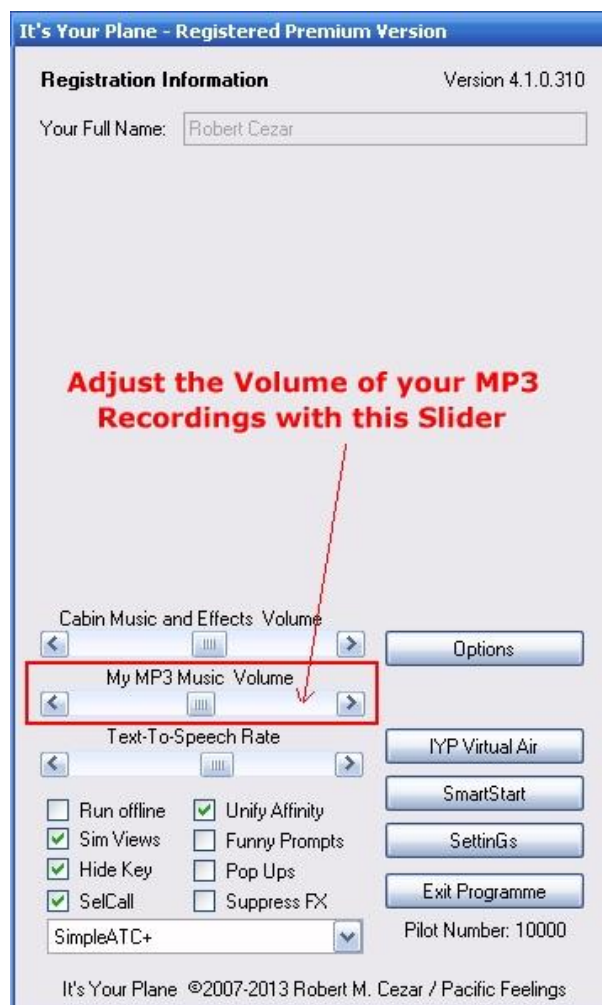 It's Your Plane - Registered Premium Version
Registration Information Version 4.1.0.310
Your Full Name: Robert Cezar
Adjust the Volume of your MP3
Recordings with this Slider
Cabin Music and Effects Volume
Options
My MP3 Music Volume
Text-To-Speech Rate
IYP Virtual Air
SmartStart
Run offline Unify Affinity
Sim Views Funny Prompts
SettinGs
Hide Key Pop Ups
Exit Programme
SelCall Suppress FX
SimpleATC+
Pilot Number: 10000
It's Your Plane ©2007-2013 Robert M. Cezar / Pacific Feelings